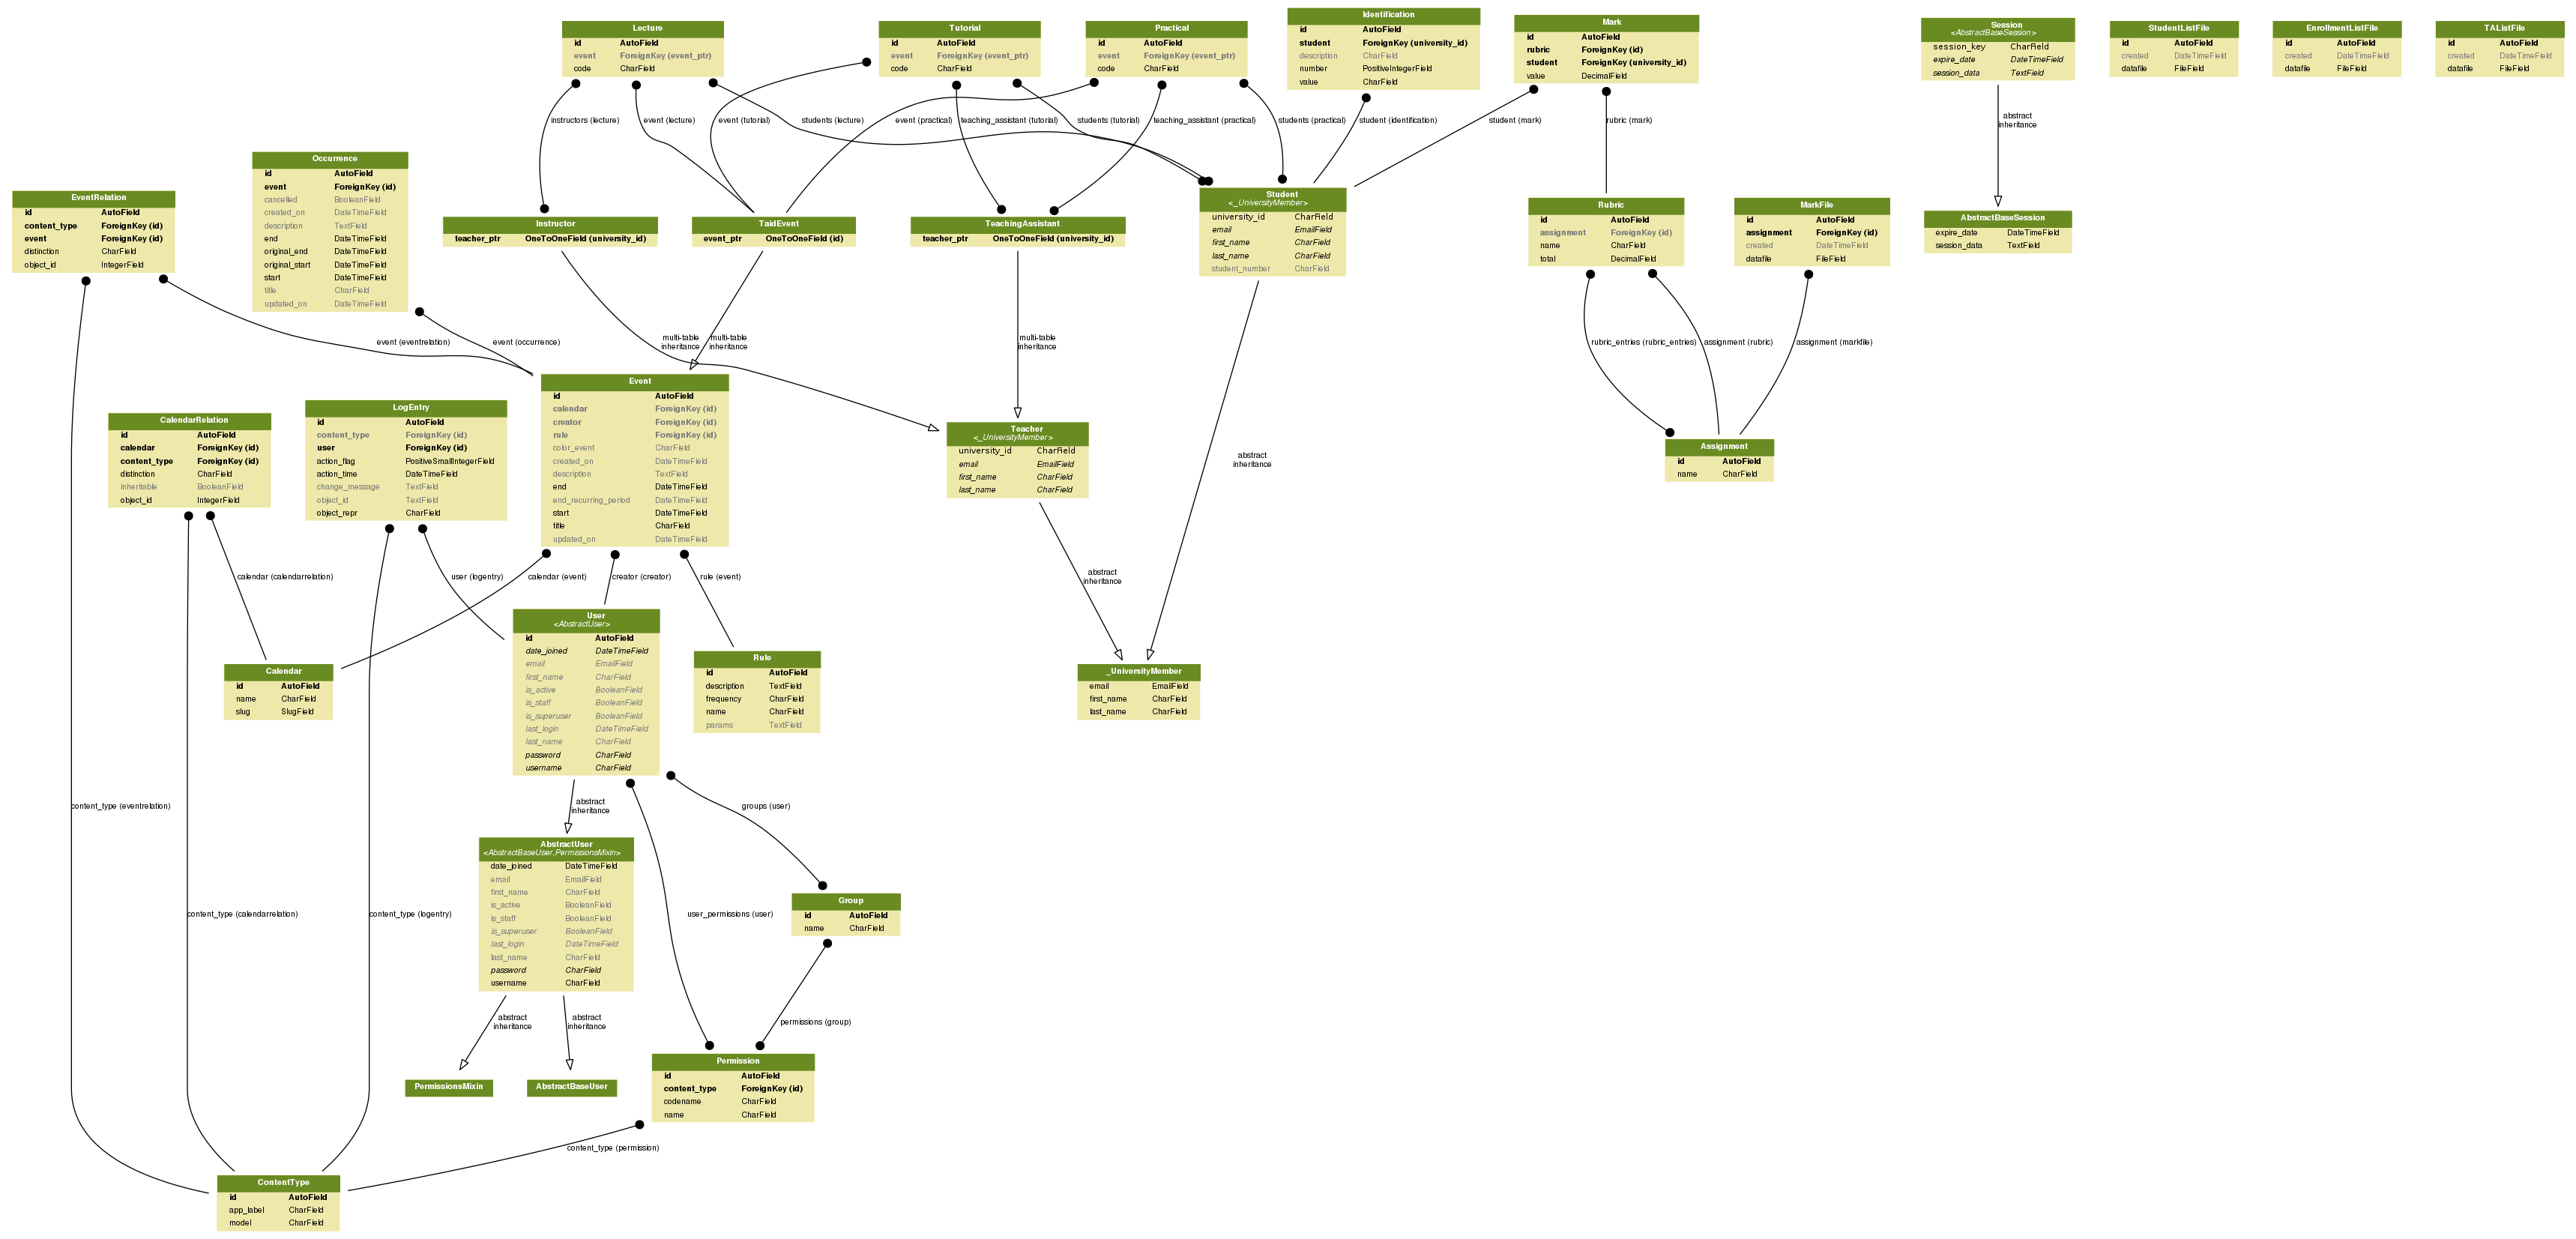 Lecture
id AutoField
event ForeignKey (event_ptr)
code CharField
Tutorial
id AutoField
event ForeignKey (event_ptr)
code CharField
Practical
id AutoField
event ForeignKey (event_ptr)
code CharField
Identification
id AutoField
student ForeignKey (university_id)
description CharField
number PositiveIntegerField
value CharField
Mark
id AutoField
rubric ForeignKey (id)
student ForeignKey (university_id)
value DecimalField
Session
<AbstractBaseSession>
session_key CharField
expire_date DateTimeField
session_data TextField
StudentListFile
id AutoField
created DateTimeField
datafile FileField
EnrollmentListFile
id AutoField
created DateTimeField
datafile FileField
TAListFile
id AutoField
created DateTimeField
datafile FileField
instructors (lecture)
event (lecture)
event (tutorial)
students (lecture)
event (practical)
teaching_assistant (tutorial)
students (tutorial)
teaching_assistant (practical)
students (practical)
student (identification)
student (mark)
rubric (mark)
abstract
inheritance
EventRelation
id AutoField
content_type ForeignKey (id)
event ForeignKey (id)
distinction CharField
object_id IntegerField
Occurrence
id AutoField
event ForeignKey (id)
cancelled BooleanField
created_on DateTimeField
description TextField
end DateTimeField
original_end DateTimeField
original_start DateTimeField
start DateTimeField
title CharField
updated_on DateTimeField
Instructor
teacher_ptr OneToOneField (university_id)
TaidEvent
event_ptr OneToOneField (id)
TeachingAssistant
teacher_ptr OneToOneField (university_id)
Student
<_UniversityMember>
university_id CharField
email EmailField
first_name CharField
last_name CharField
student_number CharField
Rubric
id AutoField
assignment ForeignKey (id)
name CharField
total DecimalField
MarkFile
id AutoField
assignment ForeignKey (id)
created DateTimeField
datafile FileField
AbstractBaseSession
expire_date DateTimeField
session_data TextField
event (eventrelation)
event (occurrence)
multi-table
inheritance
multi-table
inheritance
multi-table
inheritance
rubric_entries (rubric_entries)
assignment (rubric)
assignment (markfile)
CalendarRelation
id AutoField
calendar ForeignKey (id)
content_type ForeignKey (id)
distinction CharField
inheritable BooleanField
object_id IntegerField
LogEntry
id AutoField
content_type ForeignKey (id)
user ForeignKey (id)
action_flag PositiveSmallIntegerField
action_time DateTimeField
change_message TextField
object_id TextField
object_repr CharField
Event
id AutoField
calendar ForeignKey (id)
creator ForeignKey (id)
rule ForeignKey (id)
color_event CharField
created_on DateTimeField
description TextField
end DateTimeField
end_recurring_period DateTimeField
start DateTimeField
title CharField
updated_on DateTimeField
Teacher
<_UniversityMember>
university_id CharField
email EmailField
first_name CharField
last_name CharField
abstract
inheritance
Assignment
id AutoField
name CharField
calendar (calendarrelation)
user (logentry)
calendar (event)
creator (creator)
rule (event)
abstract
inheritance
Calendar
id AutoField
name CharField
slug SlugField
User
<AbstractUser>
id AutoField
date_joined DateTimeField
email EmailField
first_name CharField
is_active BooleanField
is_staff BooleanField
is_superuser BooleanField
last_login DateTimeField
last_name CharField
password CharField
username CharField
Rule
id AutoField
description TextField
frequency CharField
name CharField
params TextField
_UniversityMember
email EmailField
first_name CharField
last_name CharField
content_type (eventrelation)
abstract
inheritance
groups (user)
AbstractUser
<AbstractBaseUser,PermissionsMixin>
date_joined DateTimeField
email EmailField
first_name CharField
is_active BooleanField
is_staff BooleanField
is_superuser BooleanField
last_login DateTimeField
last_name CharField
password CharField
username CharField
content_type (calendarrelation)
content_type (logentry)
user_permissions (user)
Group
id AutoField
name CharField
abstract
inheritance
abstract
inheritance
permissions (group)
PermissionsMixin
AbstractBaseUser
Permission
id AutoField
content_type ForeignKey (id)
codename CharField
name CharField
content_type (permission)
ContentType
id AutoField
app_label CharField
model CharField